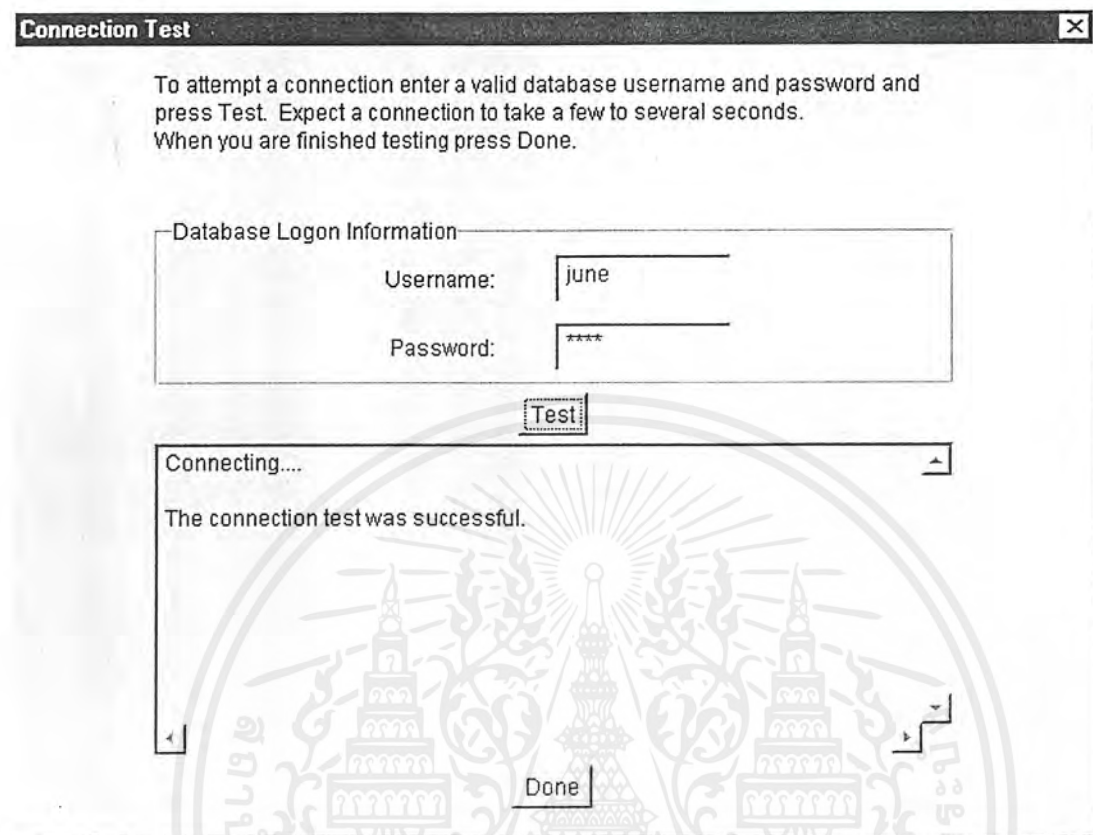 Connection Test
To attempt a connection enter a valid database username and password and
press Test. Expect a connection to take a few to several seconds.
When you are finished testing press Done.
Database Logon Information
Username: june
Password: ****
Test
Connecting....
The connection test was successful.
Done